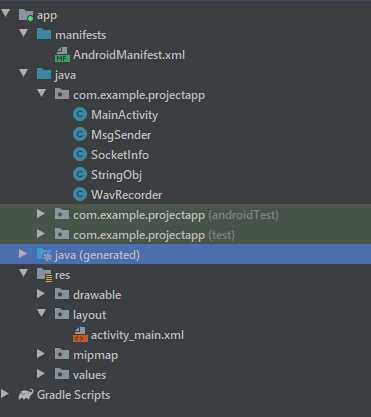 app
manifests
AndroidManifest.xml
java
com.example.projectapp
MainActivity
MsgSender
SocketInfo
StringObj
WavRecorder
com.example.projectapp (androidTest)
com.example.projectapp (test)
java (generated)
res
drawable
layout
activity_main.xml
mipmap
values
Gradle Scripts